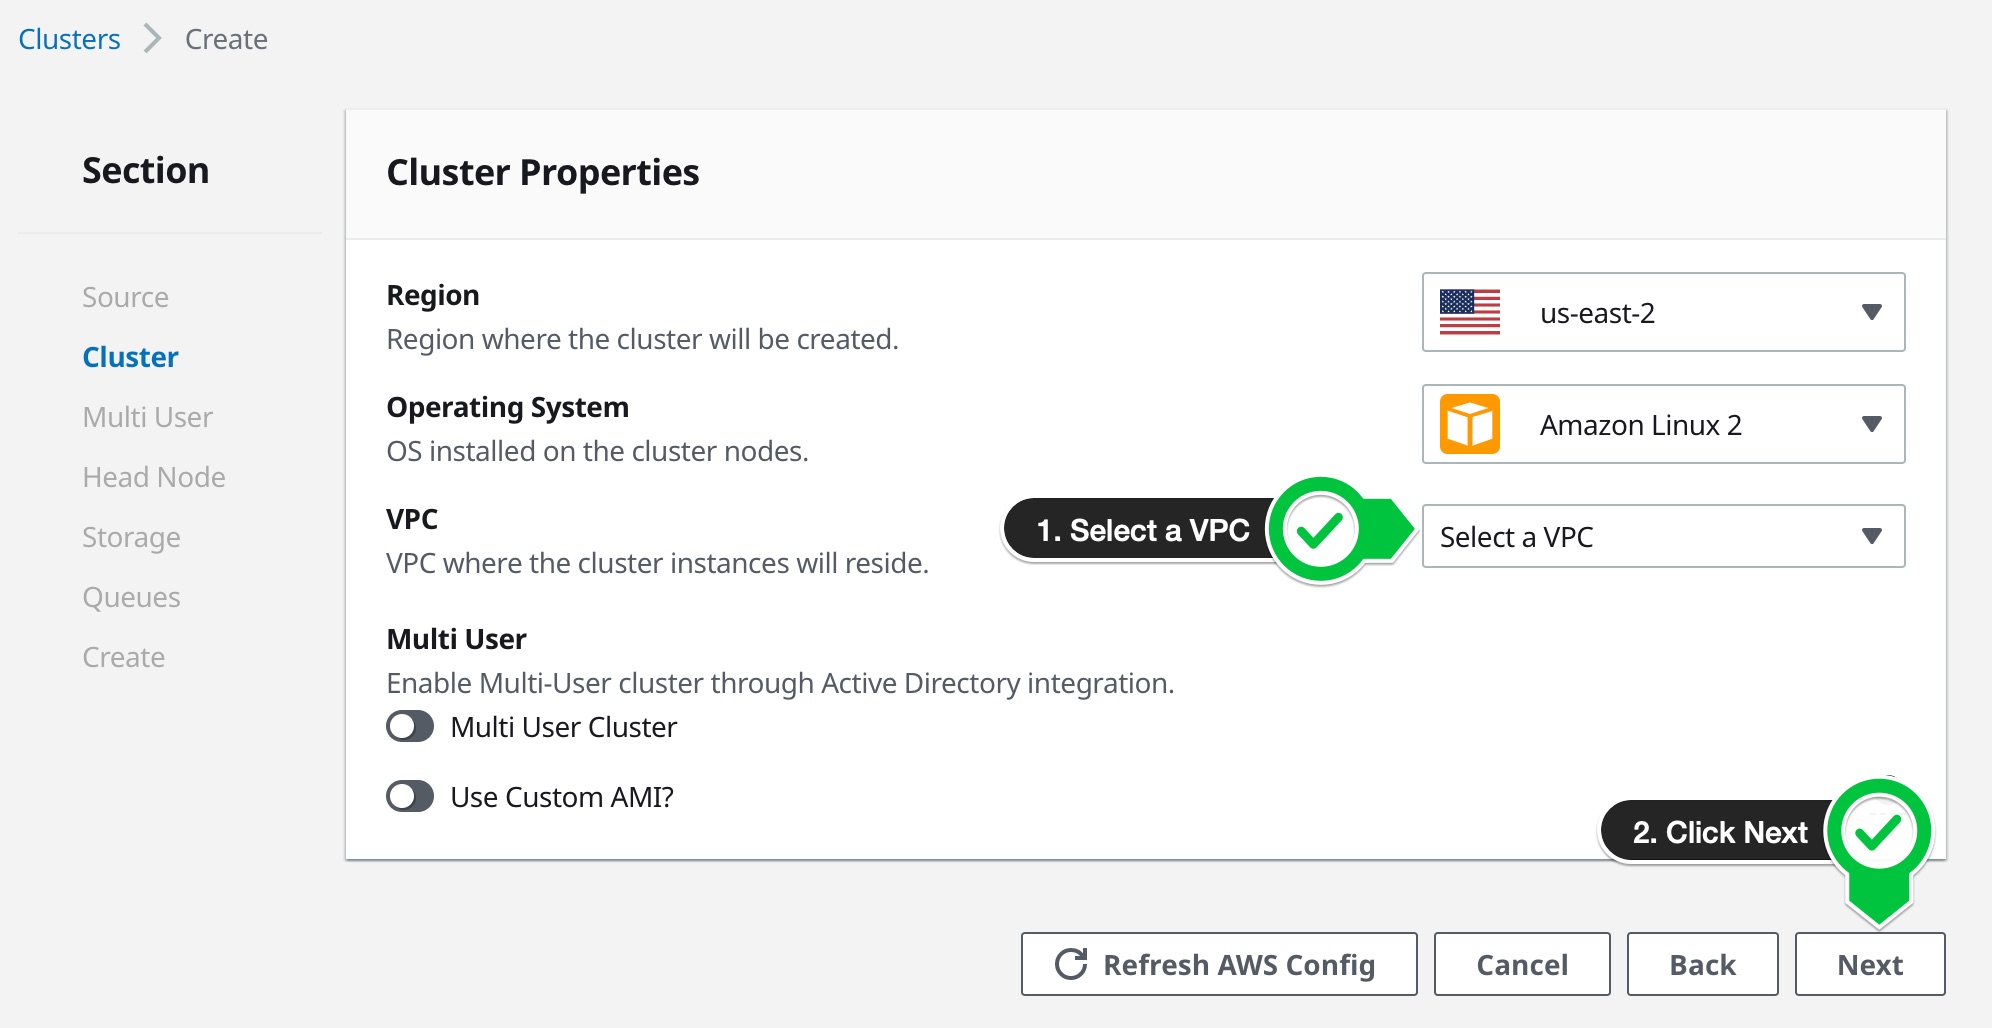 Clusters > Create
Section
Source
Cluster
Multi User
Head Node
Storage
Queues
Create
Cluster Properties
Region
Region where the cluster will be created.
us-east-2
Operating System
OS installed on the cluster nodes.
Amazon Linux 2
VPC
VPC where the cluster instances will reside.
1. Select a VPC
Select a VPC
Multi User
Enable Multi-User cluster through Active Directory integration.
Multi User Cluster
Use Custom AMI?
2. Click Next
Refresh AWS Config
Cancel
Back
Next